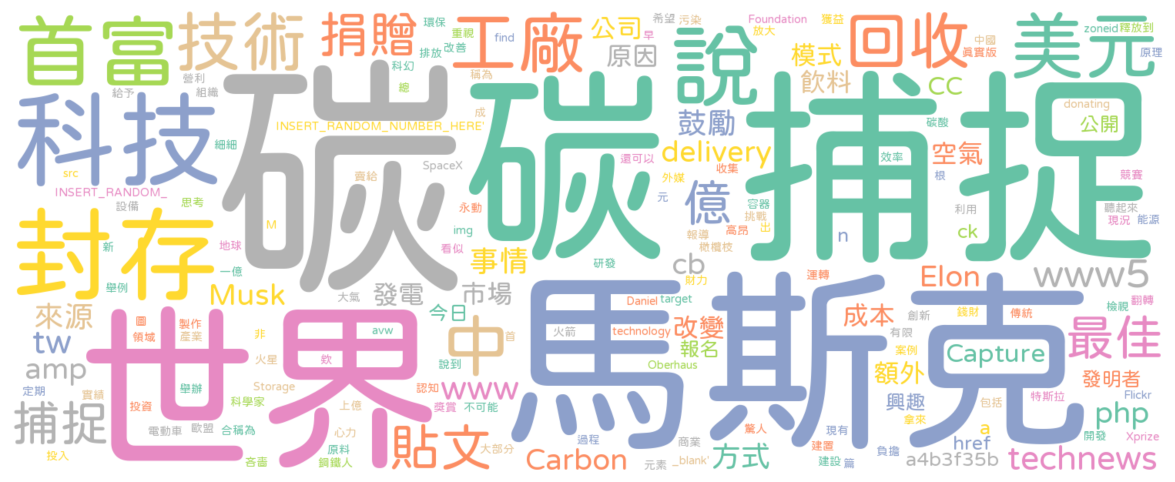 首富
技術
捐贈
環保
重視
改善
find
工廠
公司
原因
希望
污染
Foundation
放大
獲益
說
模式
飲料
回收
中國
真實版
美元
zoneid
釋放到
原理
營利
給予
組織
排放
科幻
總
稱為
成
CC
donating
公開
碳酸
科技
碳
碳
捕捉
INSERT_RANDOM_NUMBER_HERE'
細細
src
INSERT_RANDOM_
SpaceX
賣給
鼓勵
delivery
還可以
收集
外媒
效率
空氣
根
競賽
設備
思考
永動
元
億
容器
挑戰
出
高昂
利用
聽起來
現況
能源
封存
新
地球
M
img
看似
事情
報導
橄欖枝
n
ck
一億
舉例
研發
cb
財力
www5
Musk
大氣
發電
市場
運轉
Elon
錢財
翻轉
檢視
來源
圖
領域
製作
產業
非
avw
今日
Daniel
target
technology
改變
成本
創新
有限
傳統
最佳
tw
世界
中
首
馬斯克
火箭
報名
Oberhaus
案例
Capture
amp
火星
欸
說到
額外
發明者
定期
實績
舉辦
Storage
認知
www
興趣
包括
特斯拉
Flickr
捕捉
投資
科學家
上億
獎賞
不可能
拿來
a
php
電動車
歐盟
合稱為
心力
貼文
過程
商業
驚人
現有
負擔
href
開發
Xprize
投入
吝嗇
原料
鋼鐵人
大部分
Carbon
元素
_blank'
方式
建置
建設
篇
a4b3f35b
technews
早